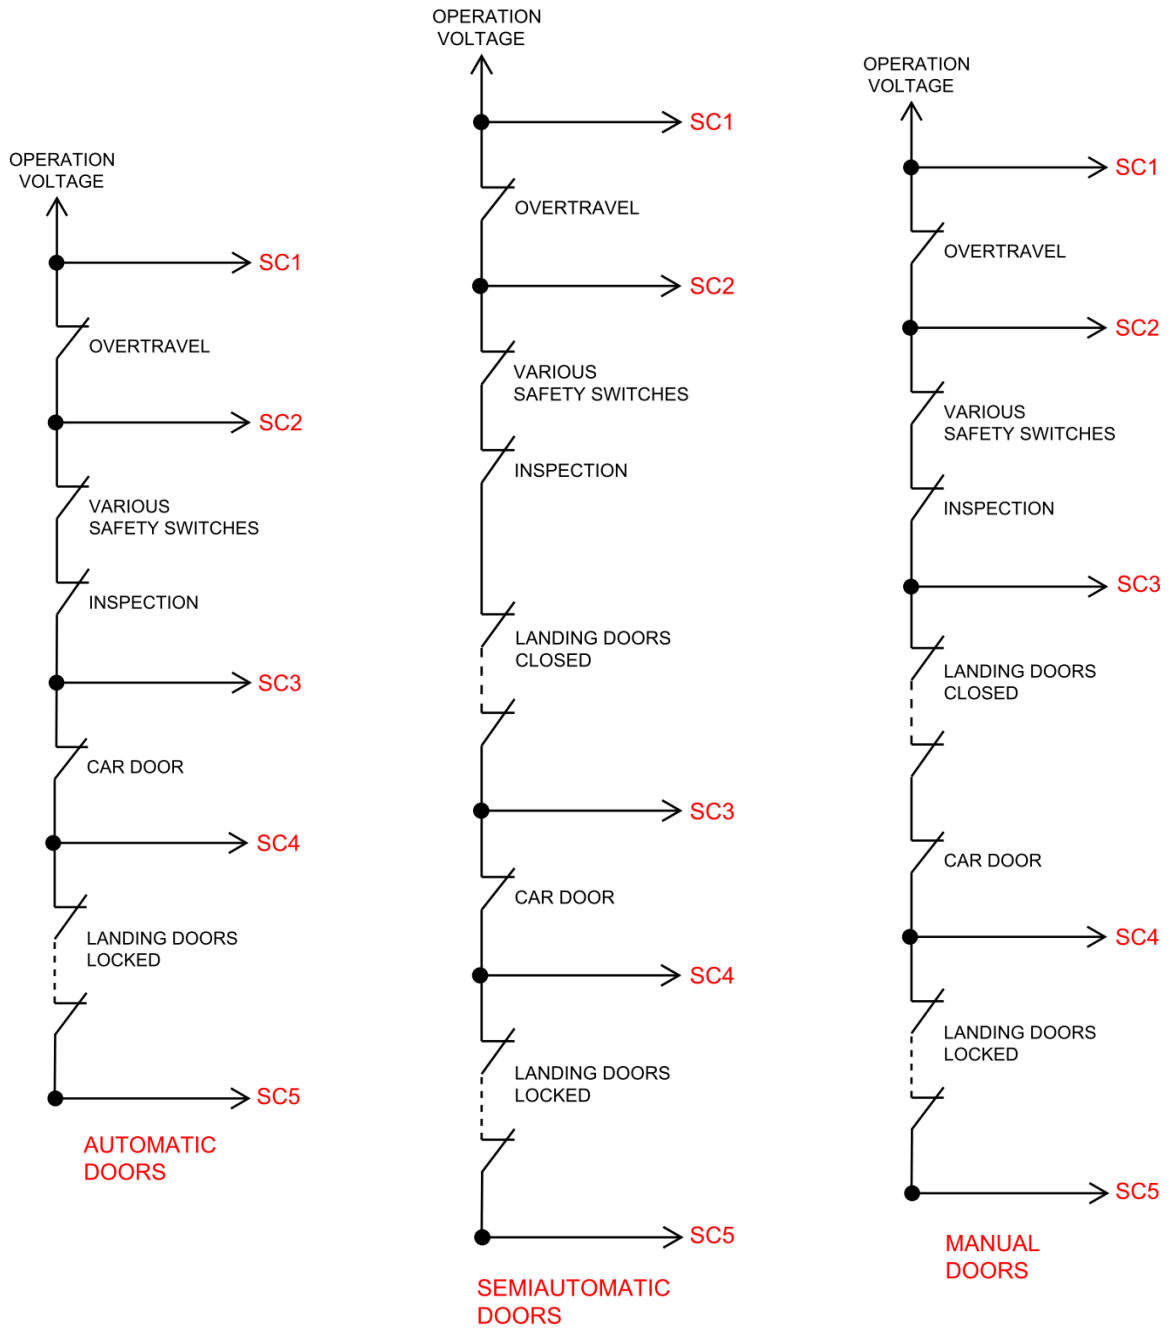 OPERATION
VOLTAGE
SC1
OVERTRAVEL
SC2
VARIOUS
SAFETY SWITCHES
INSPECTION
SC3
CAR DOOR
SC4
LANDING DOORS
LOCKED
SC5
AUTOMATIC
DOORS
OPERATION
VOLTAGE
SC1
OVERTRAVEL
SC2
VARIOUS
SAFETY SWITCHES
INSPECTION
LANDING DOORS
CLOSED
SC3
CAR DOOR
SC4
LANDING DOORS
LOCKED
SC5
SEMIAUTOMATIC
DOORS
OPERATION
VOLTAGE
SC1
OVERTRAVEL
SC2
VARIOUS
SAFETY SWITCHES
INSPECTION
SC3
LANDING DOORS
CLOSED
CAR DOOR
SC4
LANDING DOORS
LOCKED
SC5
MANUAL
DOORS